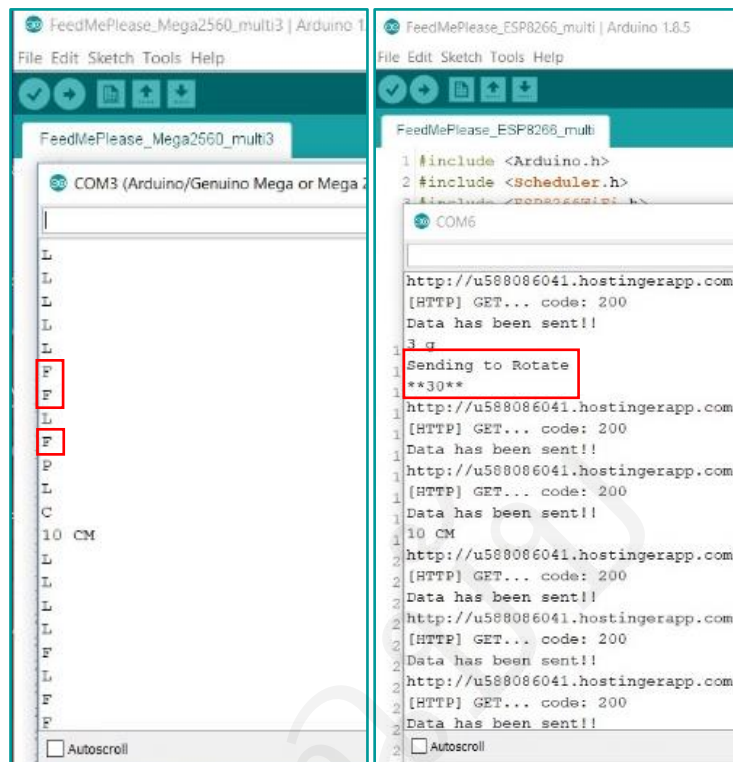 FeedMePlease_Mega2560_multi3 | Arduino 1
File Edit Sketch Tools Help
FeedMePlease_Mega2560_multi3
COM3 (Arduino/Genuino Mega or Mega 2
L
L
L
L
L
F
F
L
F
P
L
C
10 CM
L
L
L
L
F
L
F
F
Autoscroll
FeedMePlease_ESP8266_multi | Arduino 1.8.5
File Edit Sketch Tools Help
FeedMePlease_ESP8266_multi
1 #include <Arduino.h>
2 #include <Scheduler.h>
3 #include <ESP8266WiFi.h>
COM6
http://u588086041.hostingerapp.com
[HTTP] GET... code: 200
Data has been sent!!
3 g
Sending to Rotate
**30**
http://u588086041.hostingerapp.com
[HTTP] GET... code: 200
Data has been sent!!
http://u588086041.hostingerapp.com
[HTTP] GET... code: 200
Data has been sent!!
10 CM
http://u588086041.hostingerapp.com
[HTTP] GET... code: 200
Data has been sent!!
http://u588086041.hostingerapp.com
[HTTP] GET... code: 200
Data has been sent!!
http://u588086041.hostingerapp.com
[HTTP] GET... code: 200
Data has been sent!!
Autoscroll